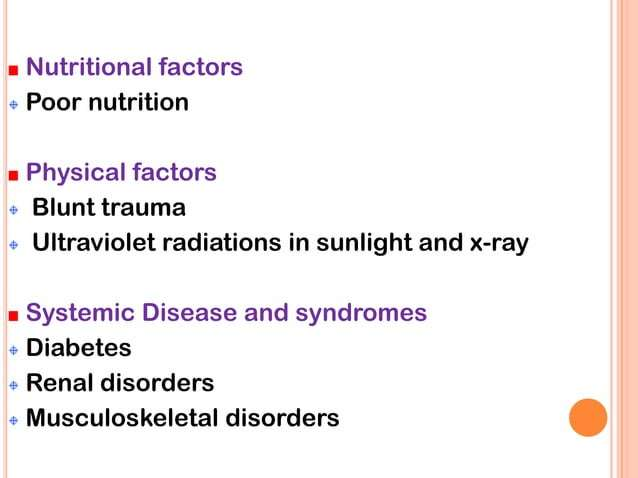 Nutritional factors
Poor nutrition
Physical factors
Blunt trauma
Ultraviolet radiations in sunlight and x-ray
Systemic Disease and syndromes
Diabetes
Renal disorders
Musculoskeletal disorders